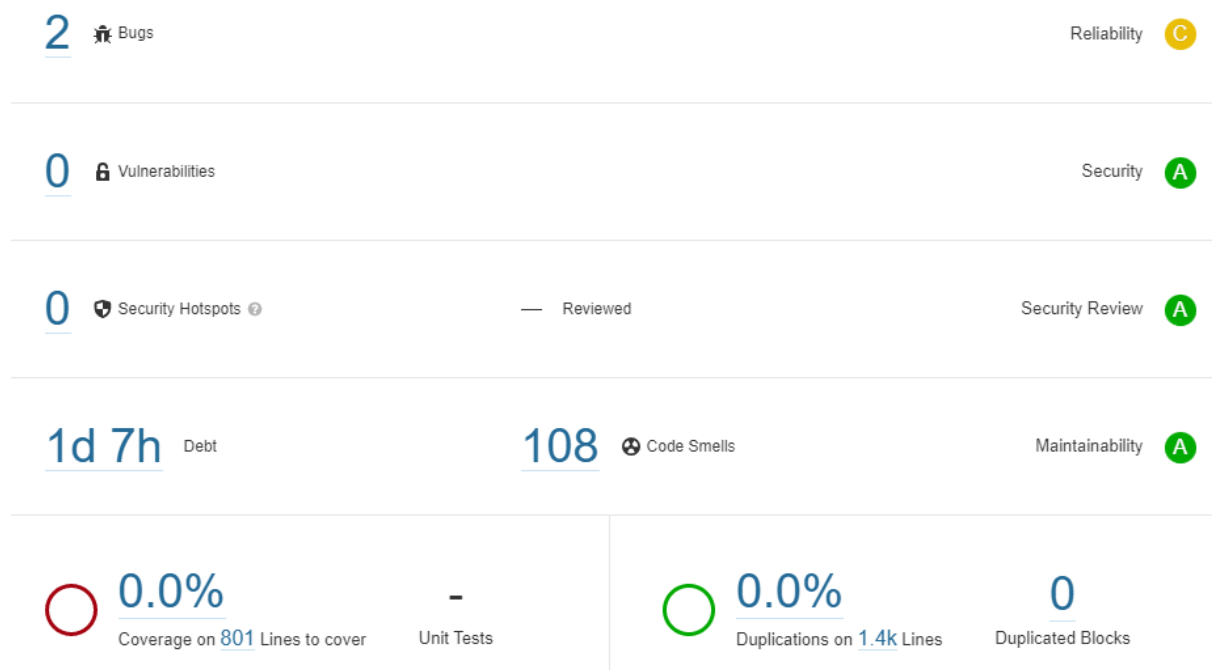 2 Bugs Reliability C
0 Vulnerabilities Security A
0 Security Hotspots ? — Reviewed Security Review A
1d 7h Debt 108 Code Smells Maintainability A
0.0% -
Coverage on 801 Lines to cover Unit Tests
0.0% 0
Duplications on 1.4k Lines Duplicated Blocks